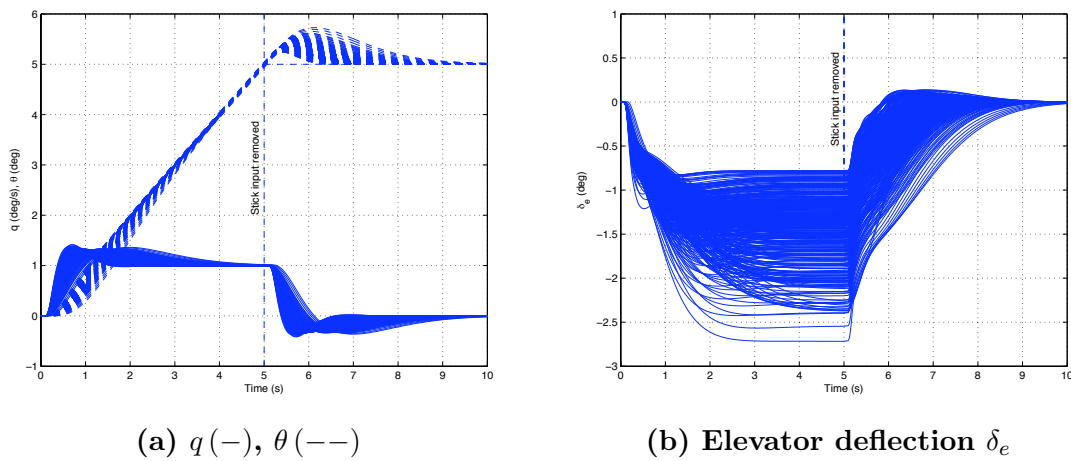 6
5
4
3
2
1
0
−1
q (deg/s), θ (deg)
Stick input removed
0 1 2 3 4 5 6 7 8 9 10
Time (s)
(a) q (−), θ (−−)
1
0.5
0
−0.5
−1
−1.5
−2
−2.5
−3
δe (deg)
Stick input removed
0 1 2 3 4 5 6 7 8 9 10
Time (s)
(b) Elevator deflection δe